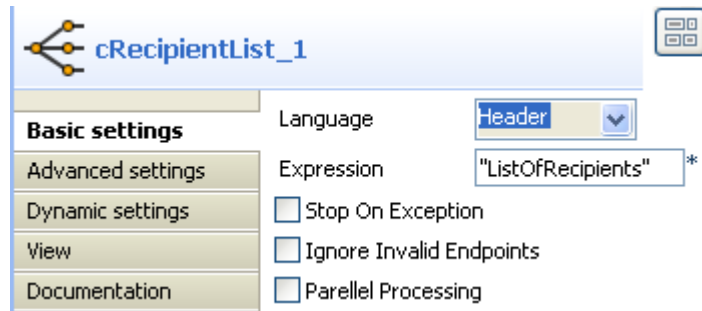 cRecipientList_1
Basic settings
Advanced settings
Dynamic settings
View
Documentation
Language Header
Expression "ListOfRecipients" *
Stop On Exception
Ignore Invalid Endpoints
Parellel Processing